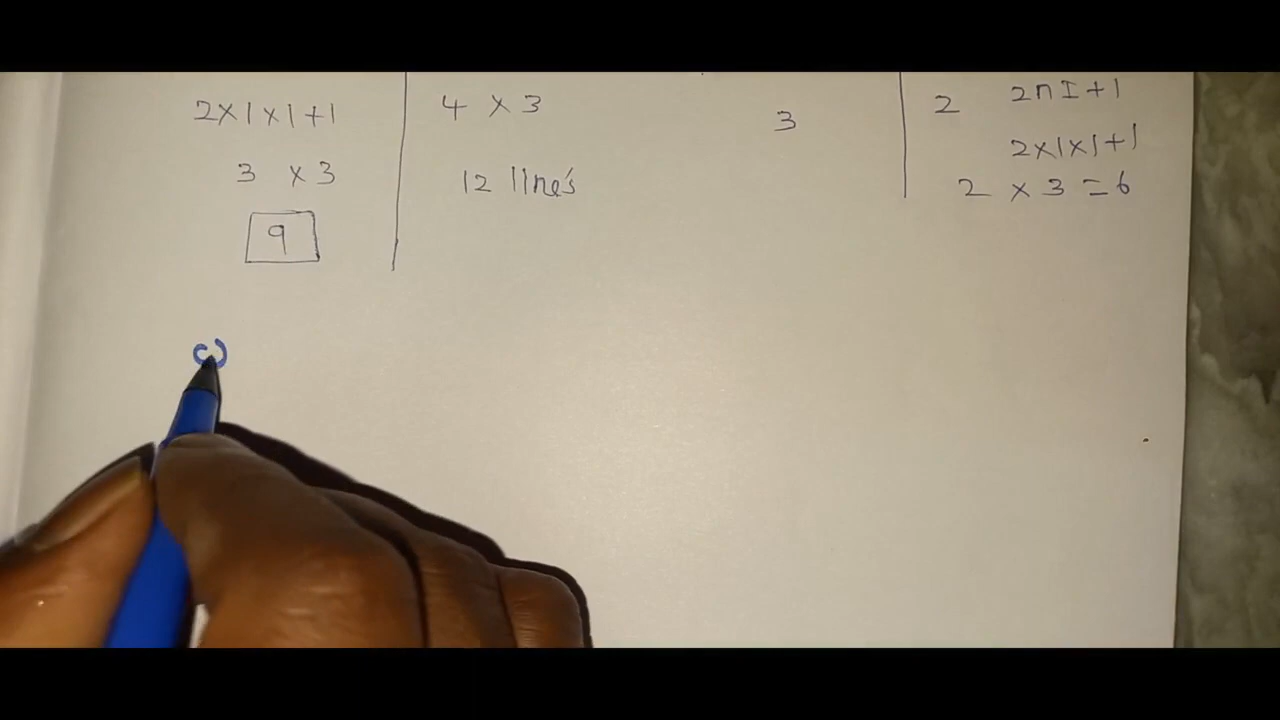 2×1×1+1
3 ×3
9
4 ×3
12 line's
3
2 2nI+1
2×1×1+1
2 × 3 = 6